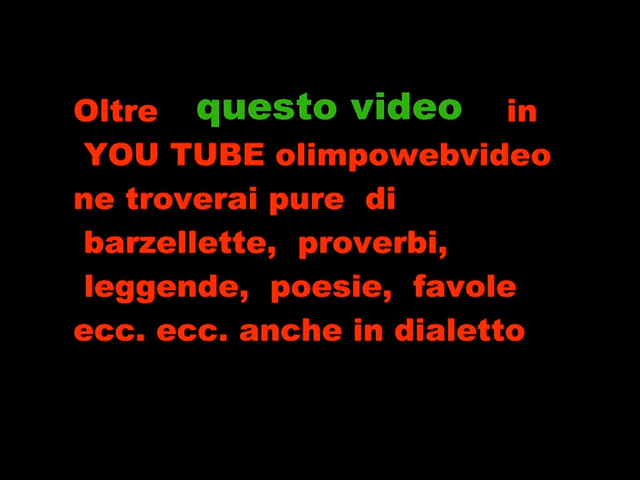 Oltre questo video in
YOU TUBE olimpowebvideo
ne troverai pure di
barzellette, proverbi,
leggende, poesie, favole
ecc. ecc. anche in dialetto